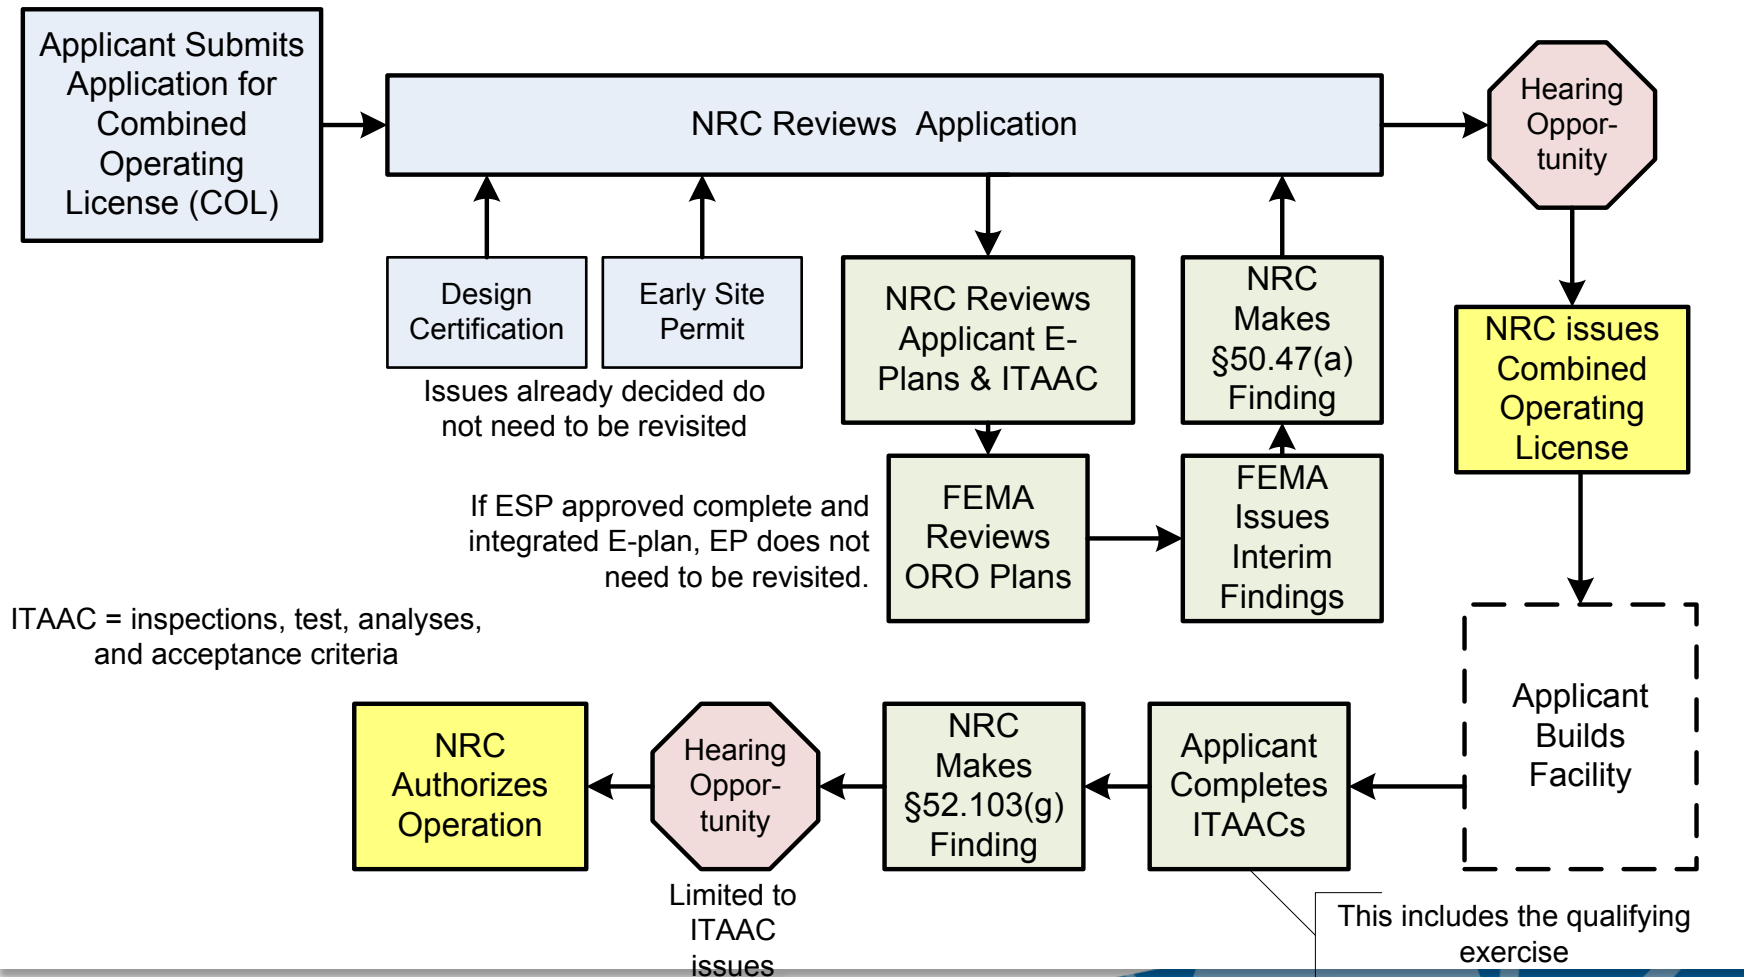 Applicant Submits
Application for
Combined
Operating
License (COL)
NRC Reviews Application
Hearing
Oppor-
tunity
Design
Certification
Early Site
Permit
Issues already decided do
not need to be revisited
NRC Reviews
Applicant E-
Plans & ITAAC
NRC
Makes
§50.47(a)
Finding
NRC issues
Combined
Operating
License
If ESP approved complete and
integrated E-plan, EP does not
need to be revisited.
FEMA
Reviews
ORO Plans
FEMA
Issues
Interim
Findings
ITAAC = inspections, test, analyses,
and acceptance criteria
Applicant
Builds
Facility
Applicant
Completes
ITAACs
This includes the qualifying
exercise
NRC
Makes
§52.103(g)
Finding
Hearing
Oppor-
tunity
Limited to
ITAAC
issues
NRC
Authorizes
Operation